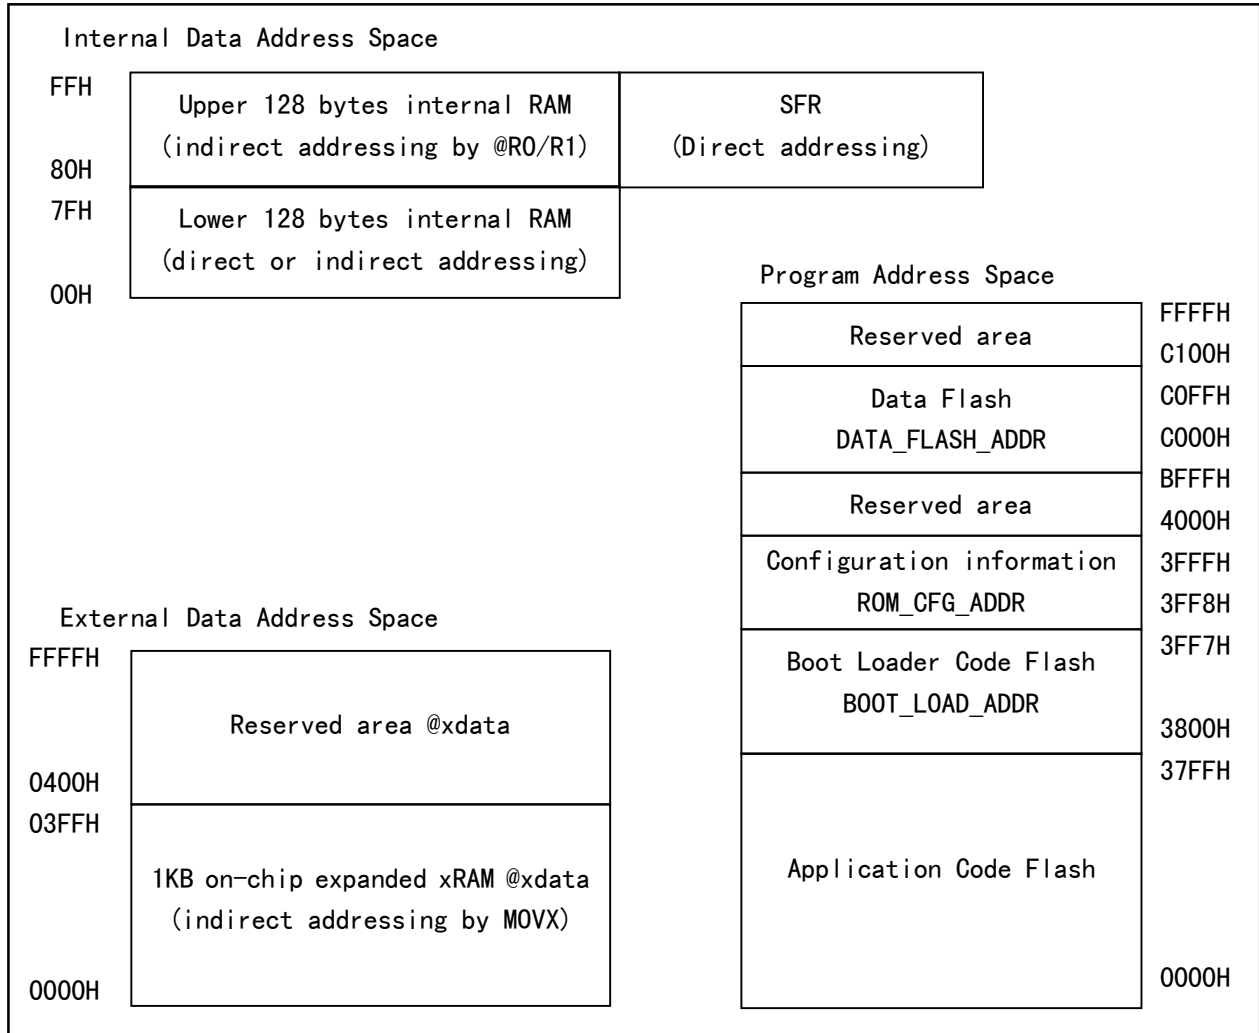 Internal Data Address Space
FFH
Upper 128 bytes internal RAM
(indirect addressing by @R0/R1)
80H
SFR
(Direct addressing)
7FH
Lower 128 bytes internal RAM
(direct or indirect addressing)
00H
Program Address Space
FFFFH
Reserved area
C100H
C0FFH
Data Flash
DATA_FLASH_ADDR
C000H
BFFFH
Reserved area
4000H
Configuration information
3FFFH
ROM_CFG_ADDR
3FF8H
3FF7H
Boot Loader Code Flash
BOOT_LOAD_ADDR
3800H
37FFH
Application Code Flash
0000H
External Data Address Space
FFFFH
Reserved area @xdata
0400H
03FFH
1KB on-chip expanded xRAM @xdata
(indirect addressing by MOVX)
0000H